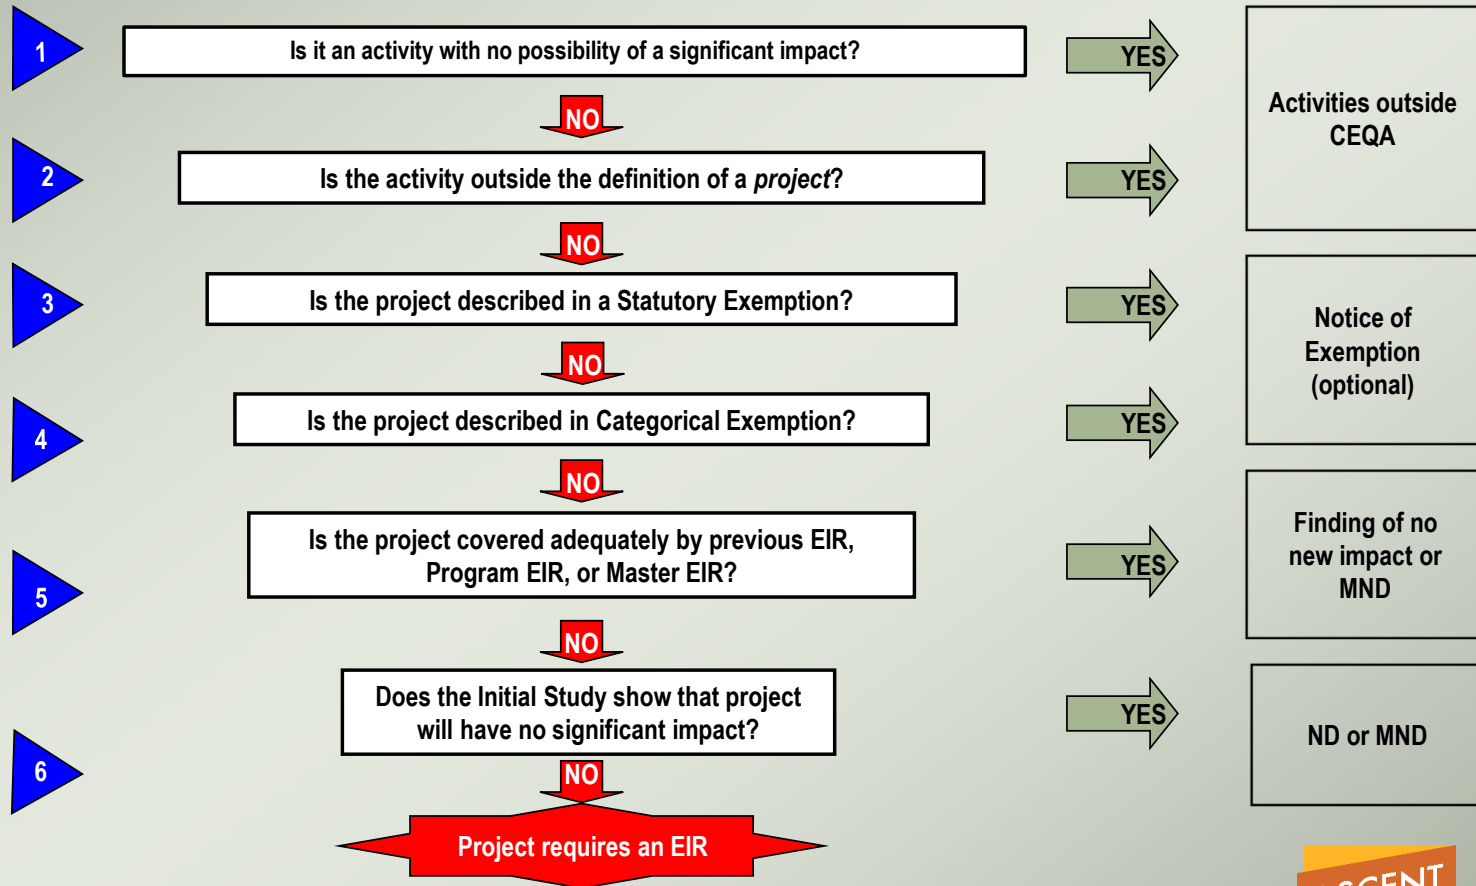 1
Is it an activity with no possibility of a significant impact?
YES
Activities outside
CEQA
NO
2
Is the activity outside the definition of a project?
YES
NO
3
Is the project described in a Statutory Exemption?
YES
Notice of
Exemption
(optional)
NO
4
Is the project described in Categorical Exemption?
YES
NO
5
Is the project covered adequately by previous EIR,
Program EIR, or Master EIR?
YES
Finding of no
new impact or
MND
NO
6
Does the Initial Study show that project
will have no significant impact?
YES
ND or MND
NO
Project requires an EIR